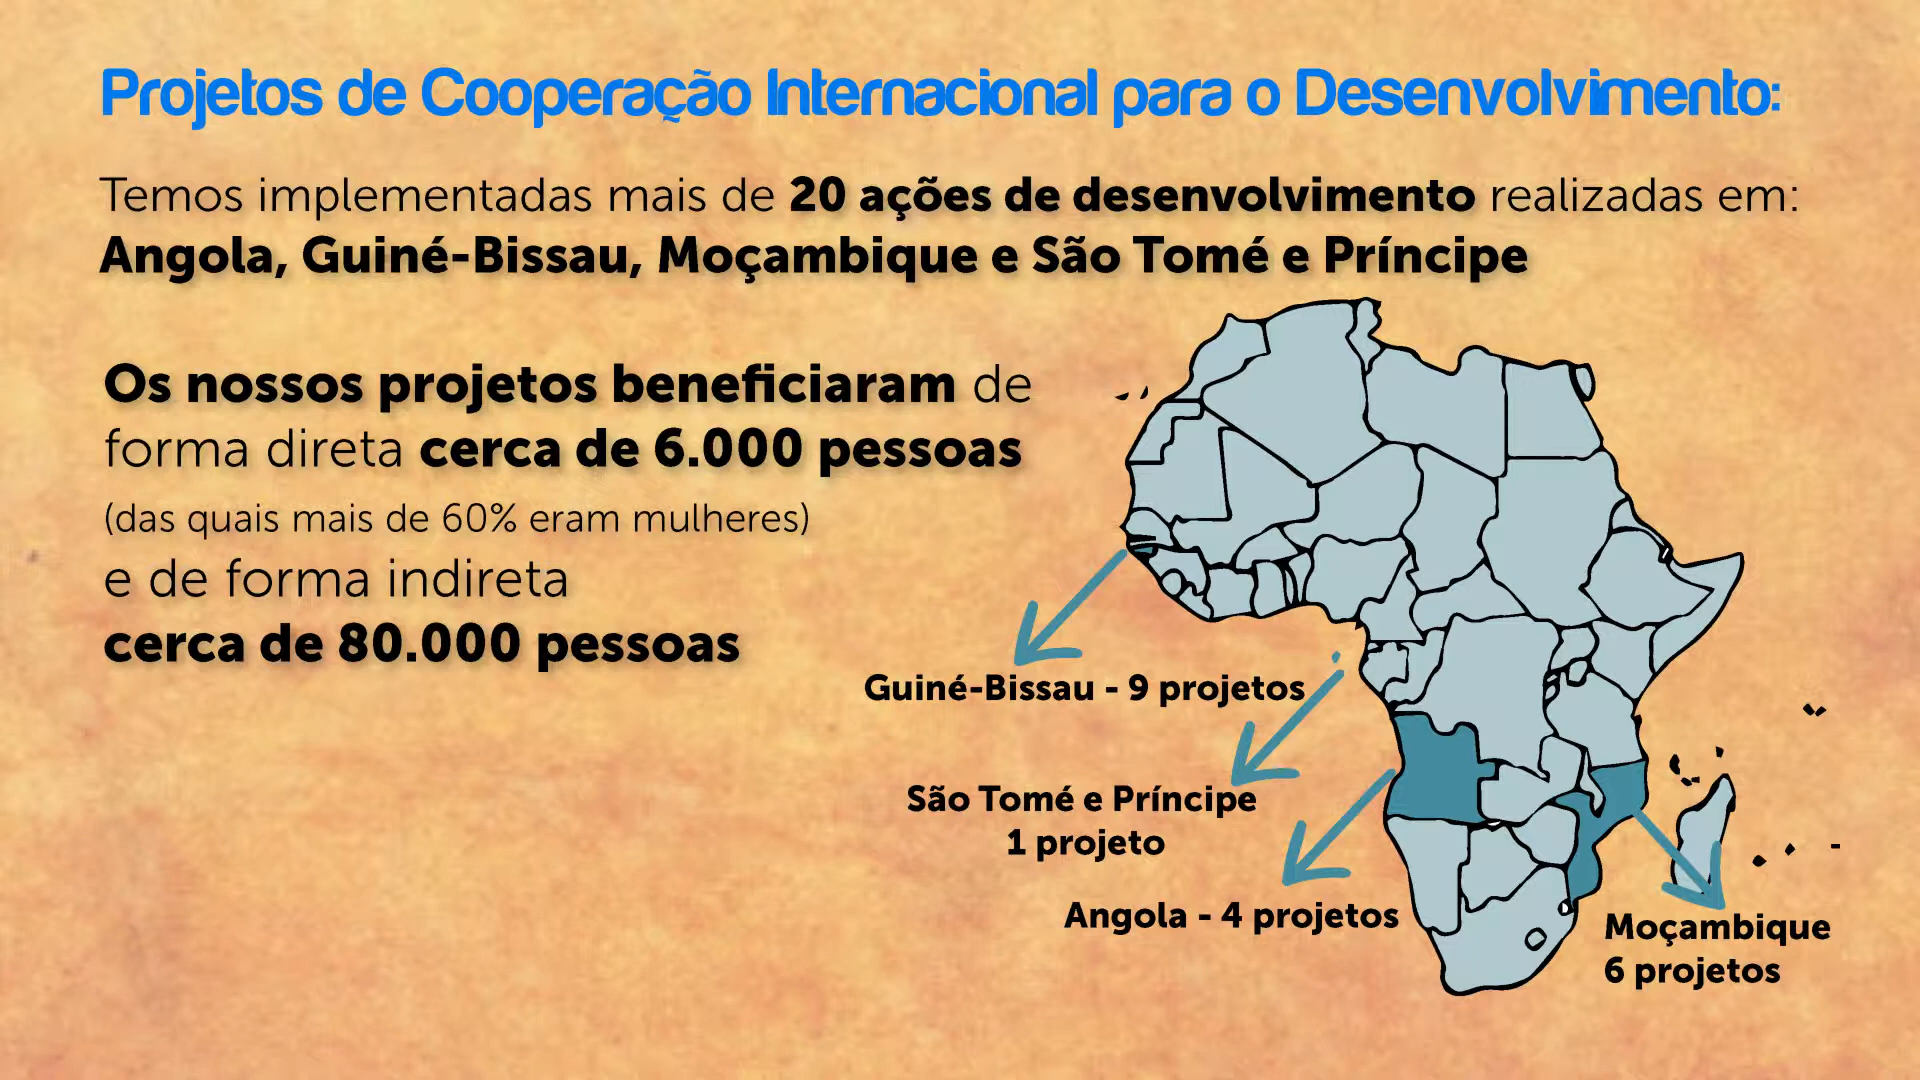 Projetos de Cooperação Internacional para o Desenvolvimento:
Temos implementadas mais de 20 ações de desenvolvimento realizadas em:
Angola, Guiné-Bissau, Moçambique e São Tomé e Príncipe
Os nossos projetos beneficiaram de
forma direta cerca de 6.000 pessoas
(das quais mais de 60% eram mulheres)
e de forma indireta
cerca de 80.000 pessoas
Guiné-Bissau - 9 projetos
São Tomé e Príncipe
1 projeto
Angola - 4 projetos
Moçambique
6 projetos